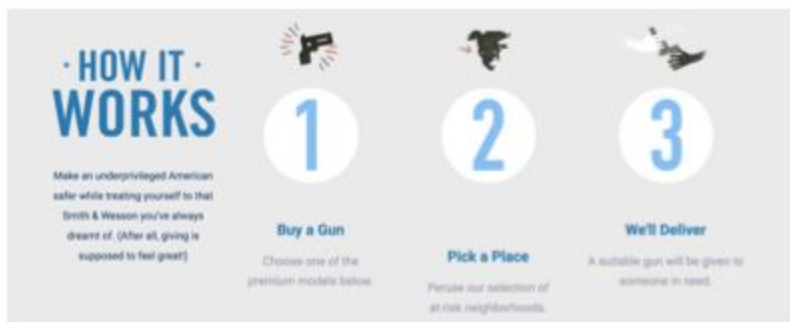 · HOW IT ·
WORKS
Make an underprivileged American
safer while treating yourself to that
Smith & Wesson you've always
dreamt of. (After all, giving is
supposed to feel great!)
1
Buy a Gun
Choose one of the
premium models below.
2
Pick a Place
Peruse our selection of
at-risk neighborhoods.
3
We'll Deliver
A suitable gun will be given to
someone in need.